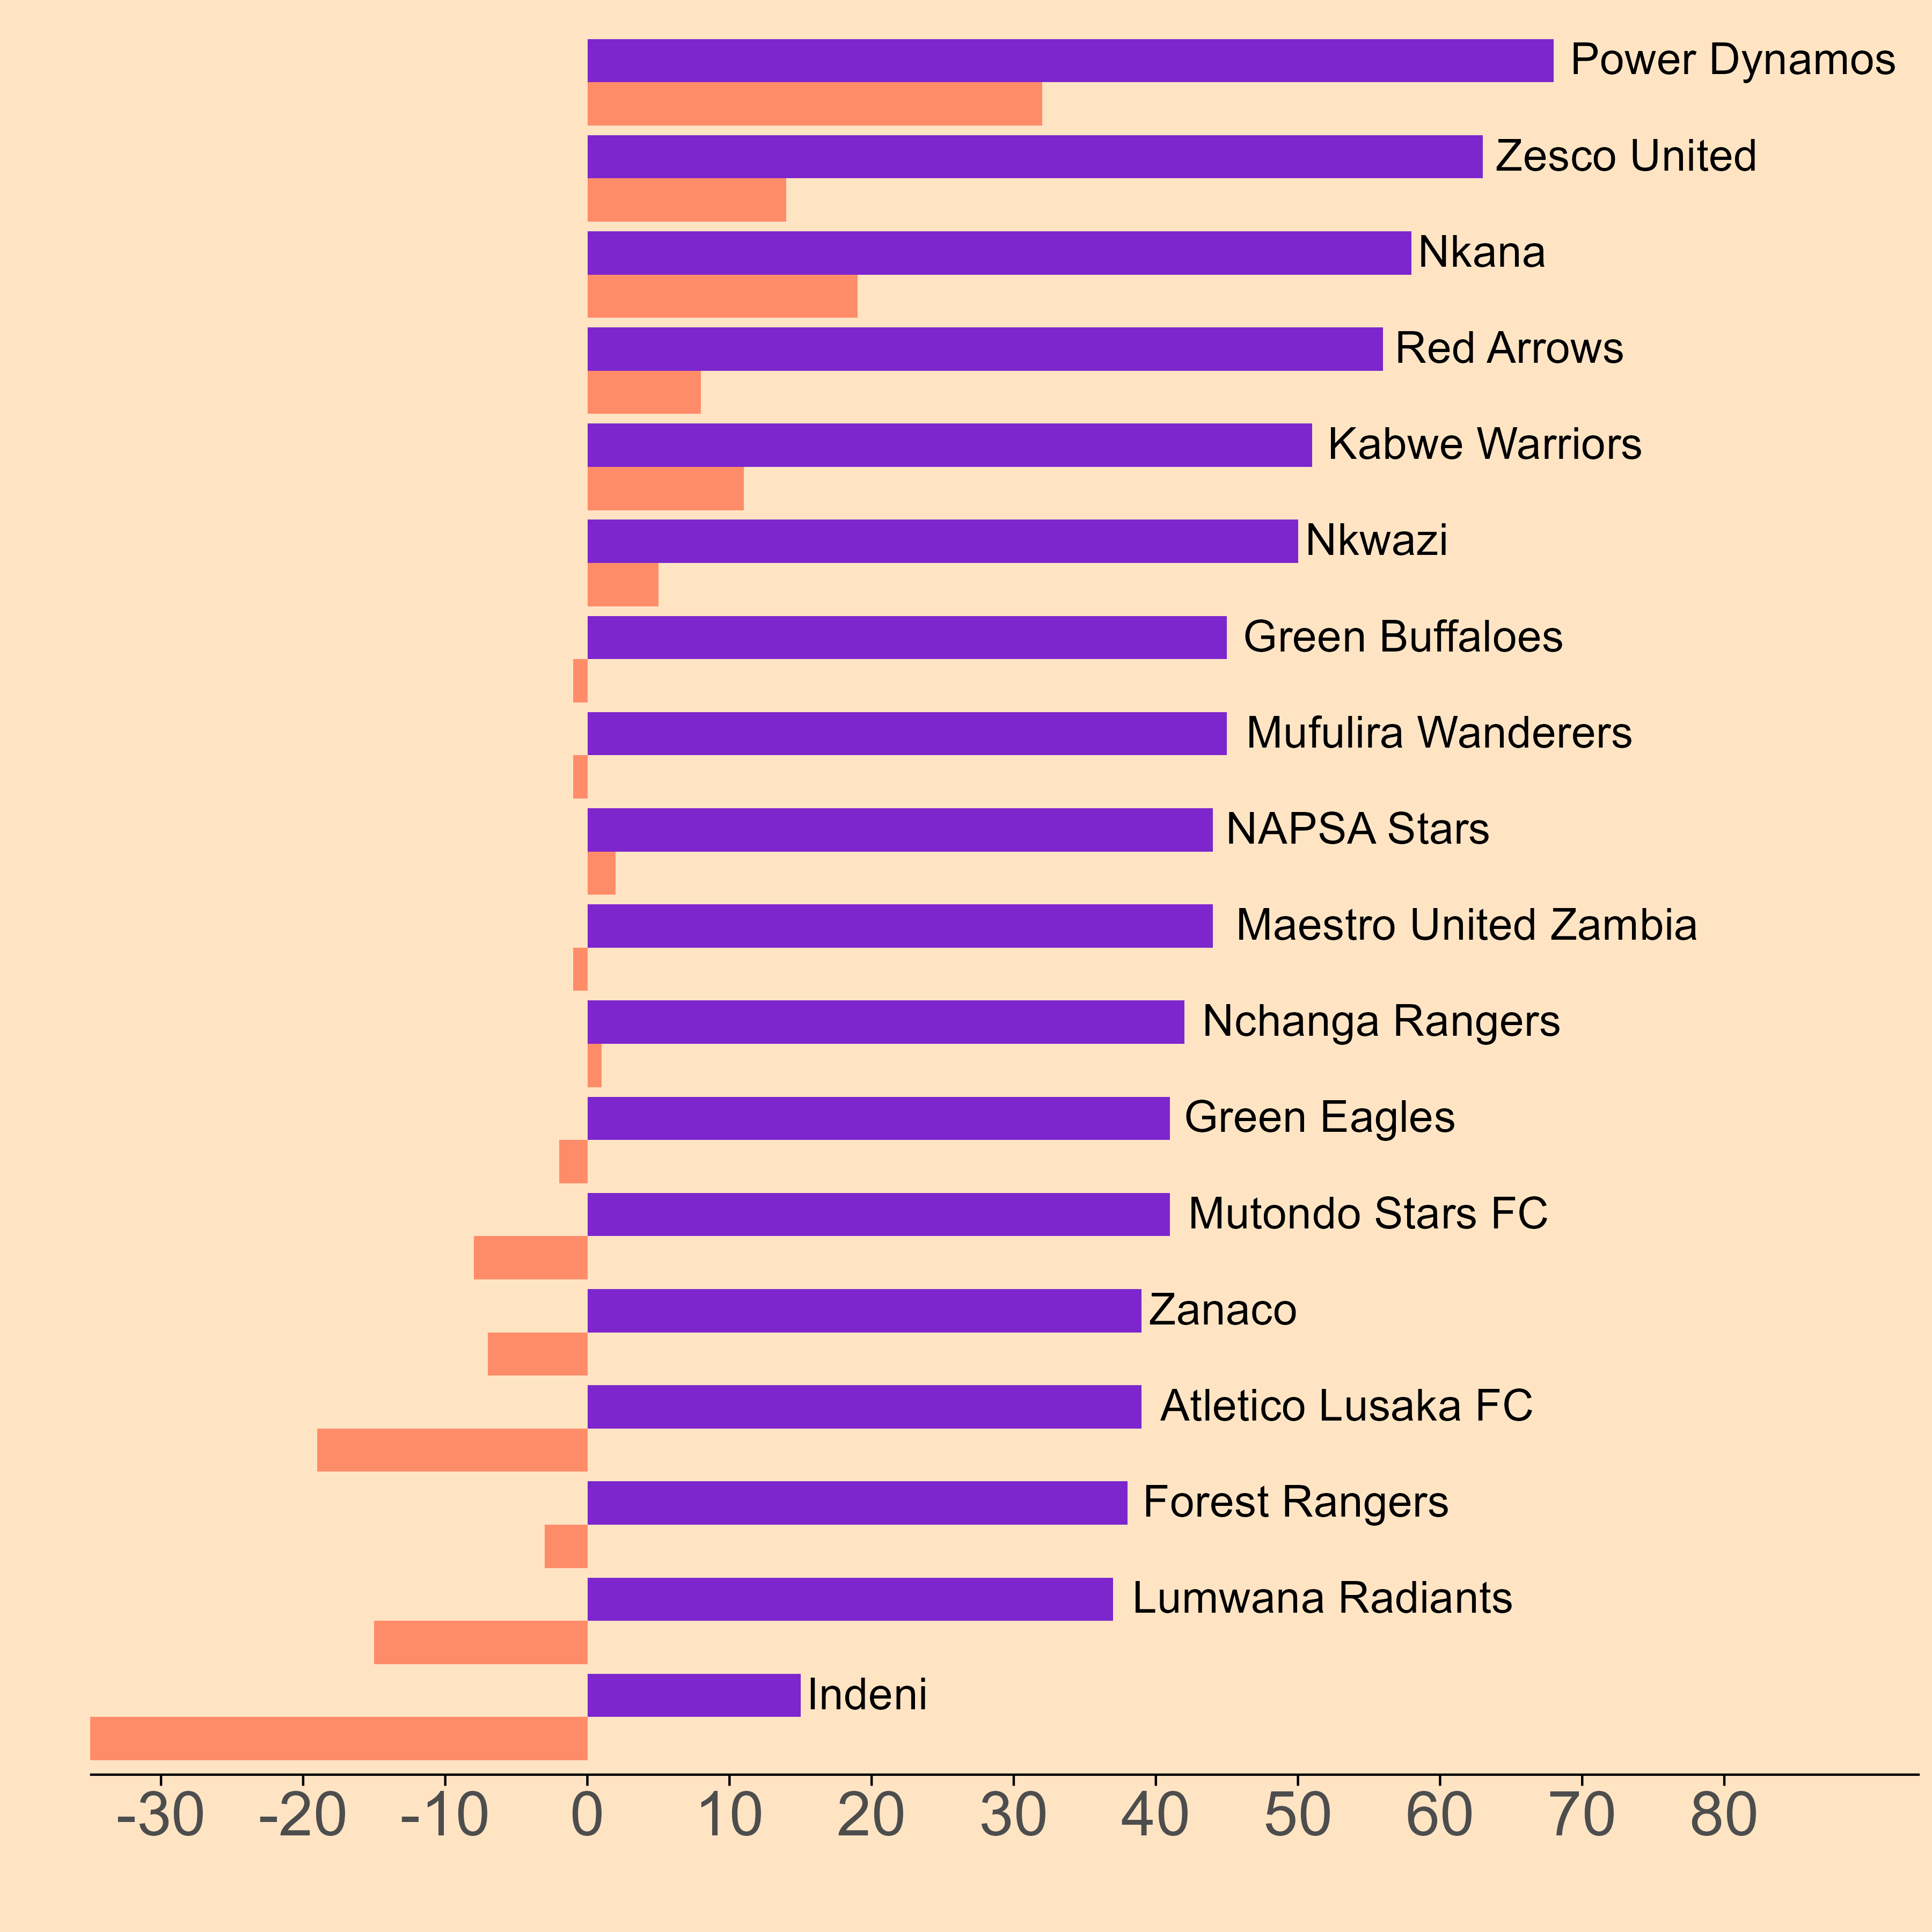 Power Dynamos
Zesco United
Nkana
Red Arrows
Kabwe Warriors
Nkwazi
Green Buffaloes
Mufulira Wanderers
NAPSA Stars
Maestro United Zambia
Nchanga Rangers
Green Eagles
Mutondo Stars FC
Zanaco
Atletico Lusaka FC
Forest Rangers
Lumwana Radiants
Indeni
-30 -20 -10 0 10 20 30 40 50 60 70 80